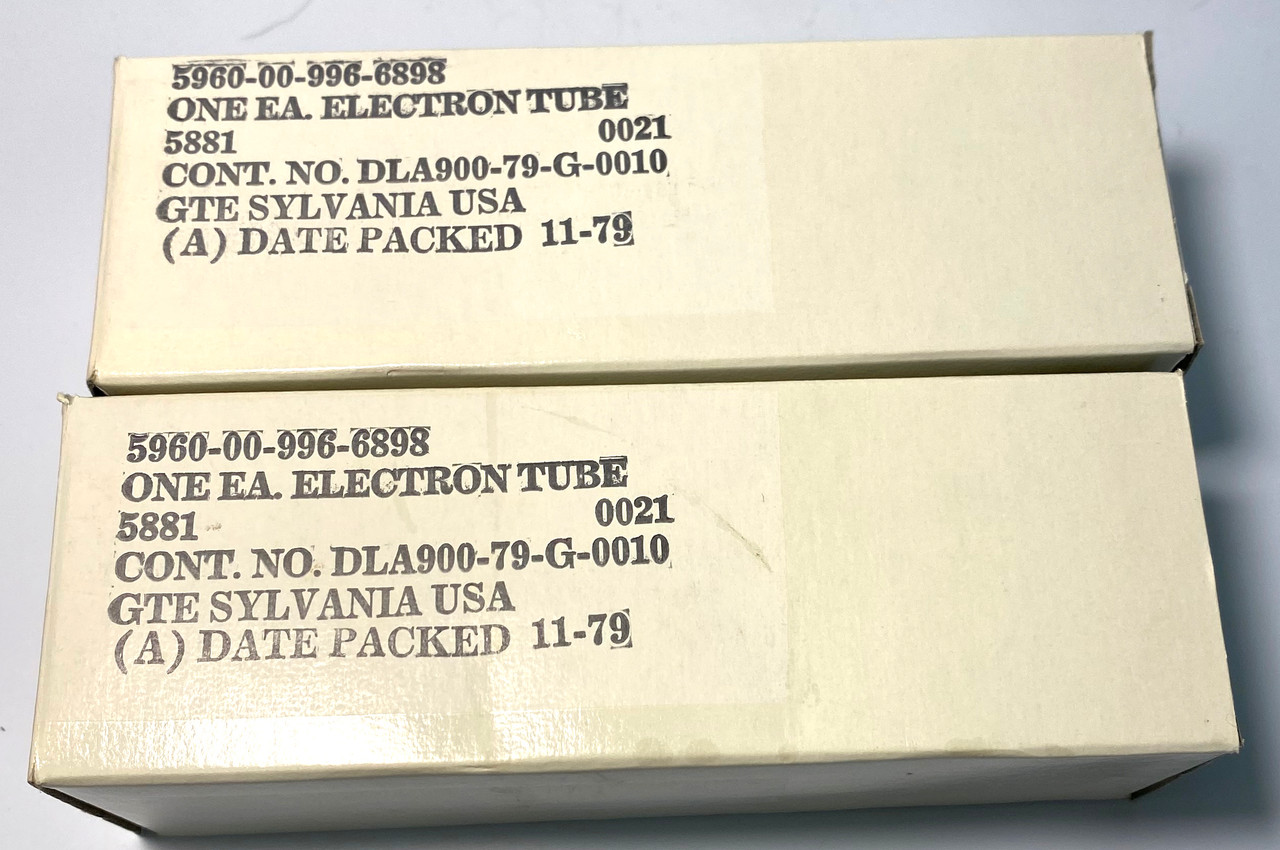 5960-00-996-6898
ONE EA. ELECTRON TUBE
5881 0021
CONT. NO. DLA900-79-G-0010
GTE SYLVANIA USA
(A) DATE PACKED 11-79
5960-00-996-6898
ONE EA. ELECTRON TUBE
5881 0021
CONT. NO. DLA900-79-G-0010
GTE SYLVANIA USA
(A) DATE PACKED 11-79